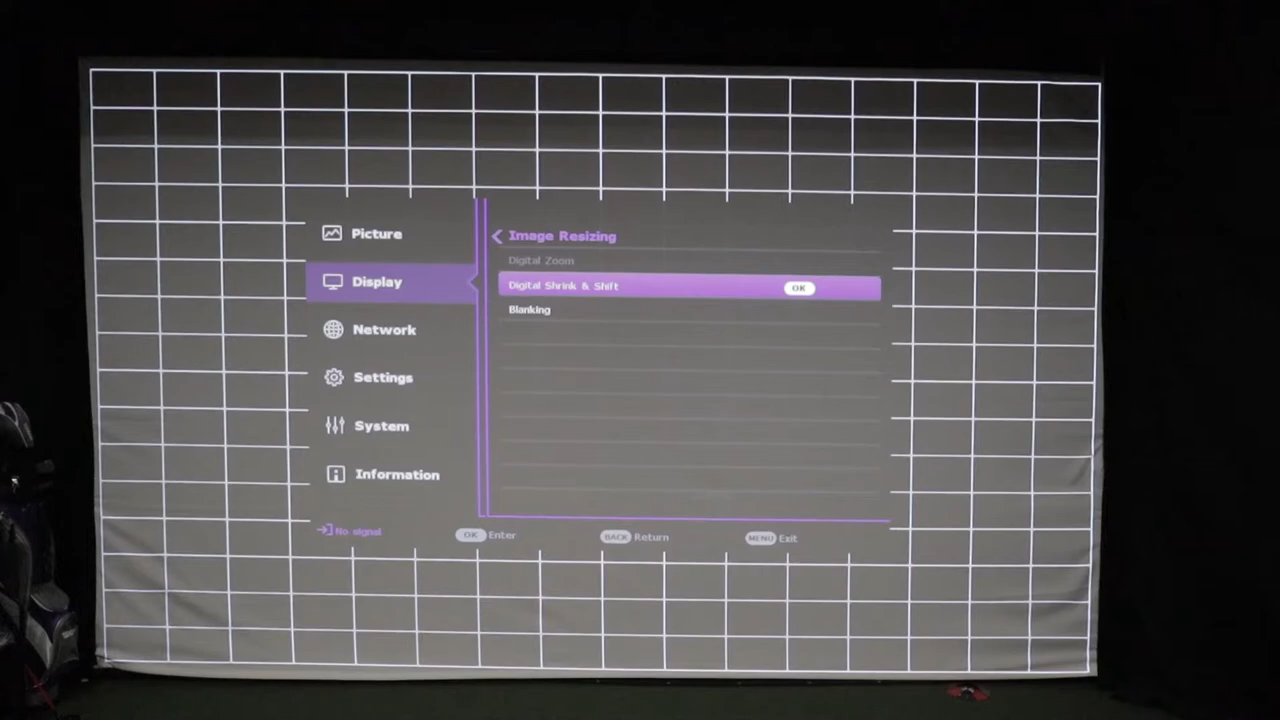 Picture
Display
Network
Settings
System
Information
Image Resizing
Digital Zoom
Digital Shrink & Shift OK
Blanking
No signal
OK Enter
BACK Return
MENU Exit